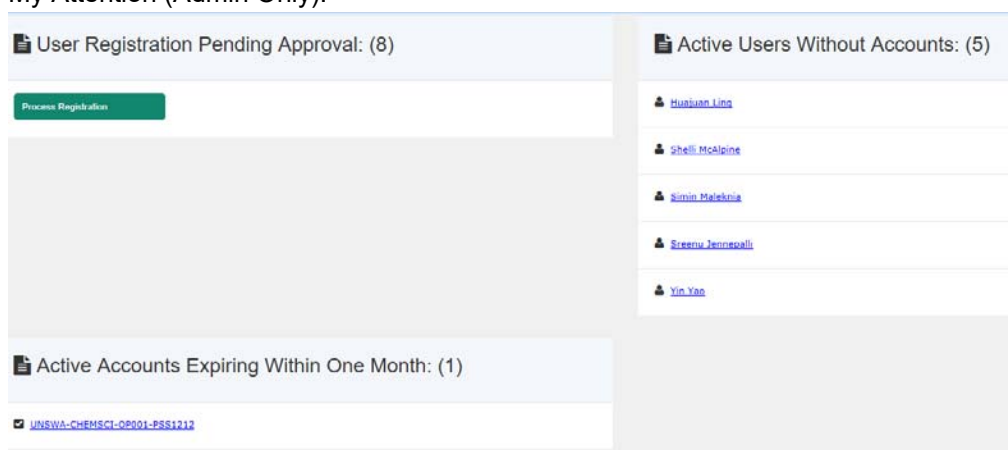 My Attention (Admin Only):
User Registration Pending Approval: (8)
Process Registration
Active Users Without Accounts: (5)
Huajuan Ling
Shelli McAlpine
Simin Maleknia
Sreenu Jennepalli
Yin Yao
Active Accounts Expiring Within One Month: (1)
UNSWA-CHEMSCI-OP001-PSS1212